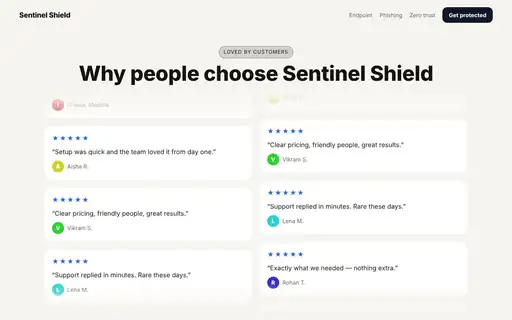 Sentinel Shield
Endpoint
Phishing
Zero trust
Get protected
LOVED BY CUSTOMERS
Why people choose Sentinel Shield
★★★★★
“Setup was quick and the team loved it from day one.”
A
Aisha R.
★★★★★
“Clear pricing, friendly people, great results.”
V
Vikram S.
★★★★★
“Support replied in minutes. Rare these days.”
L
Lena M.
★★★★★
“Clear pricing, friendly people, great results.”
V
Vikram S.
★★★★★
“Support replied in minutes. Rare these days.”
L
Lena M.
★★★★★
“Exactly what we needed — nothing extra.”
R
Rohan T.